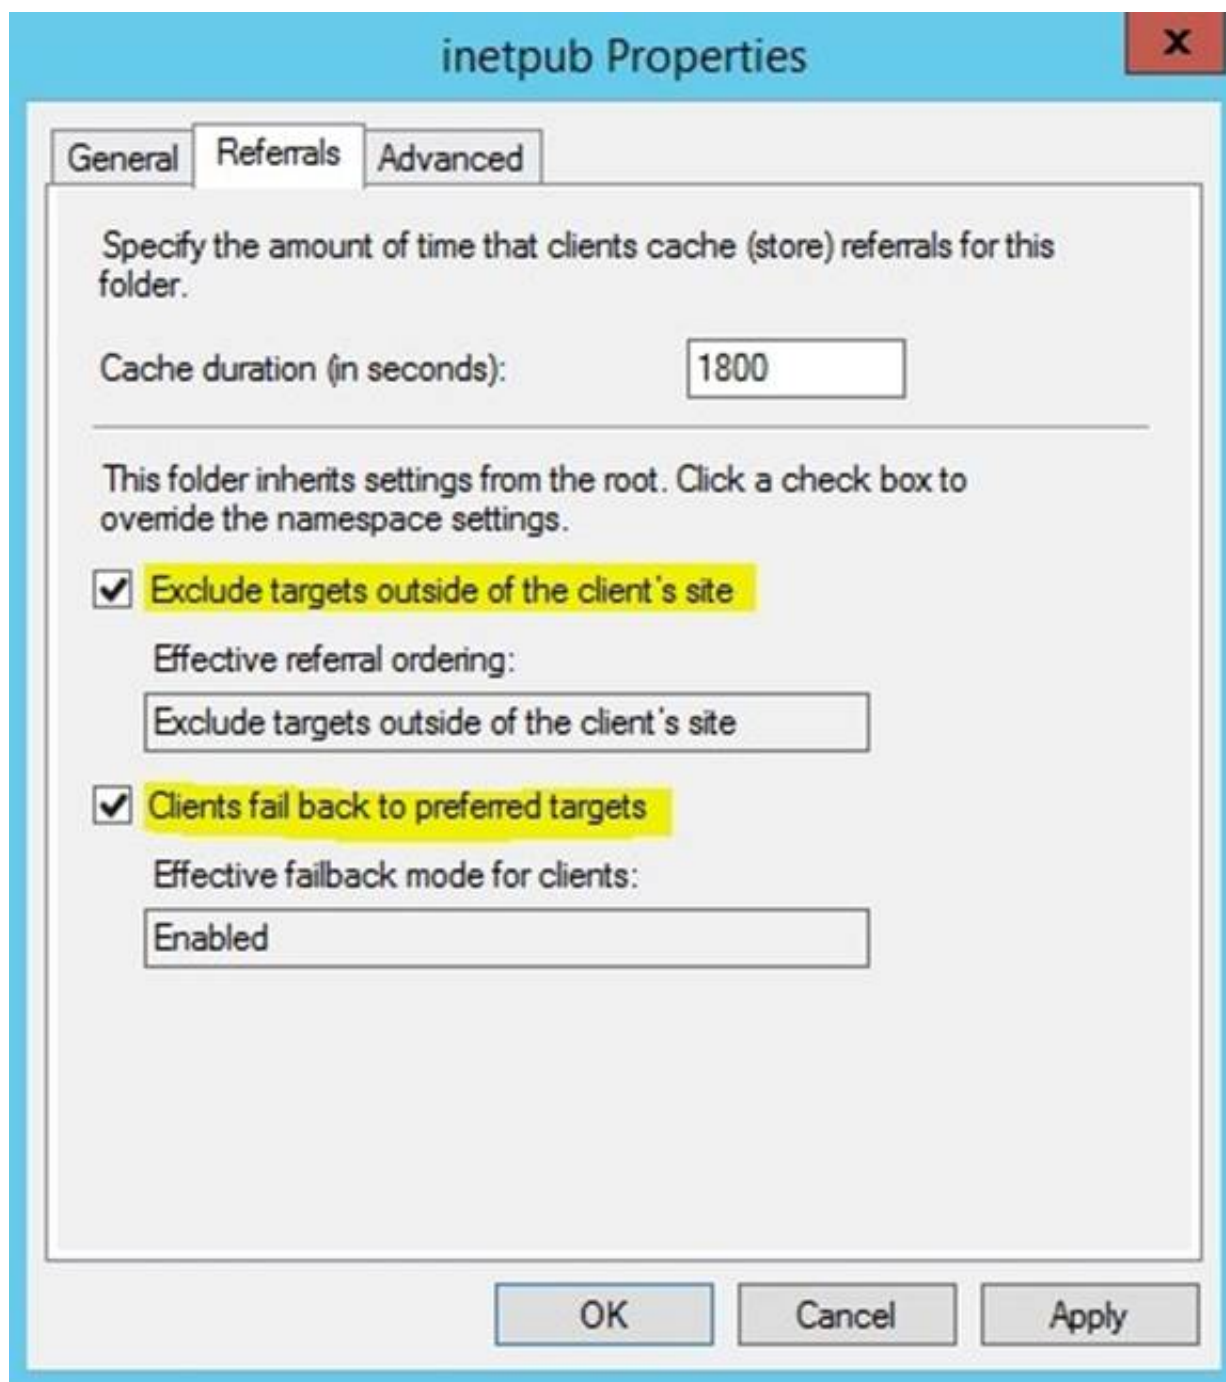 inetpub Properties
x
General
Referrals
Advanced
Specify the amount of time that clients cache (store) referrals for this
folder.
Cache duration (in seconds):
1800
This folder inherits settings from the root. Click a check box to
override the namespace settings.
Exclude targets outside of the client's site
Effective referral ordering:
Exclude targets outside of the client's site
Clients fail back to preferred targets
Effective failback mode for clients:
Enabled
OK
Cancel
Apply